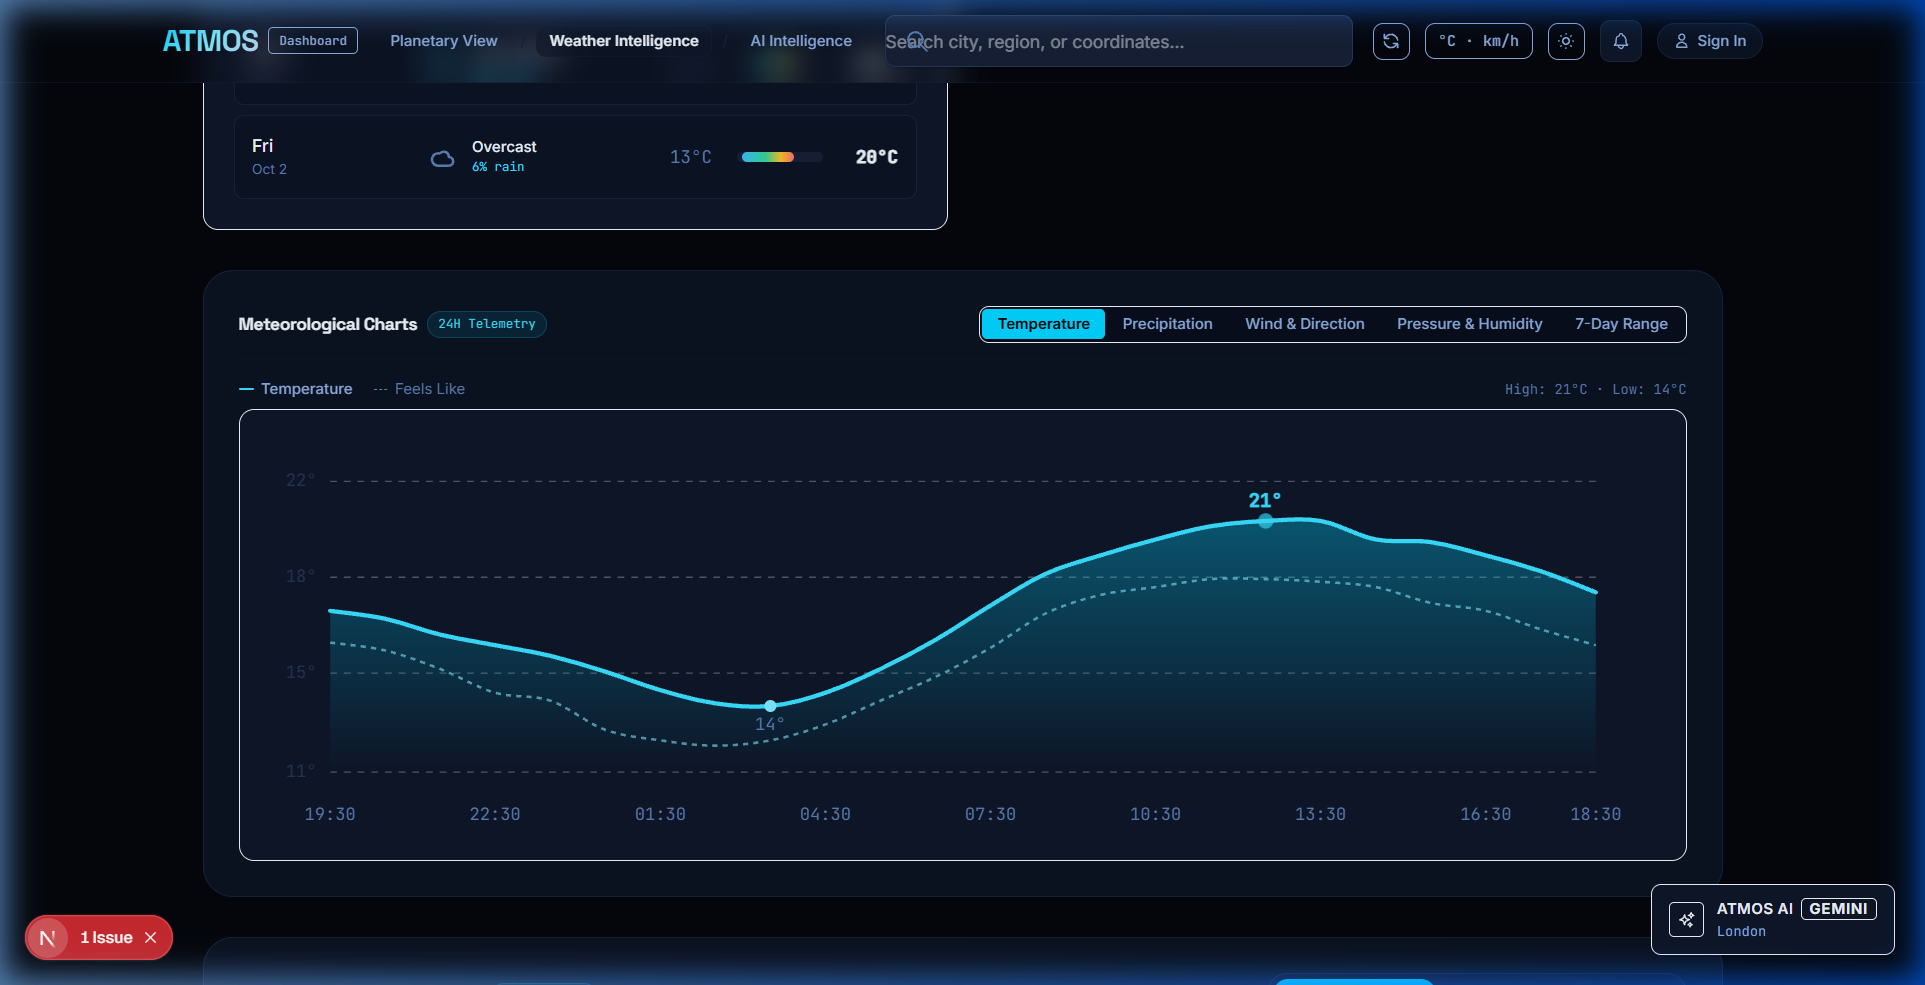 ATMOS Dashboard Planetary View / Weather Intelligence / AI Intelligence Search city, region, or coordinates... °C · km/h Sign In
Fri
Oct 2
Overcast
6% rain
13°C
20°C
Meteorological Charts 24H Telemetry
Temperature Precipitation Wind & Direction Pressure & Humidity 7-Day Range
Temperature Feels Like
High: 21°C · Low: 14°C
22°
21°
18°
15°
14°
11°
19:30 22:30 01:30 04:30 07:30 10:30 13:30 16:30 18:30
N 1 Issue
ATMOS AI GEMINI
London